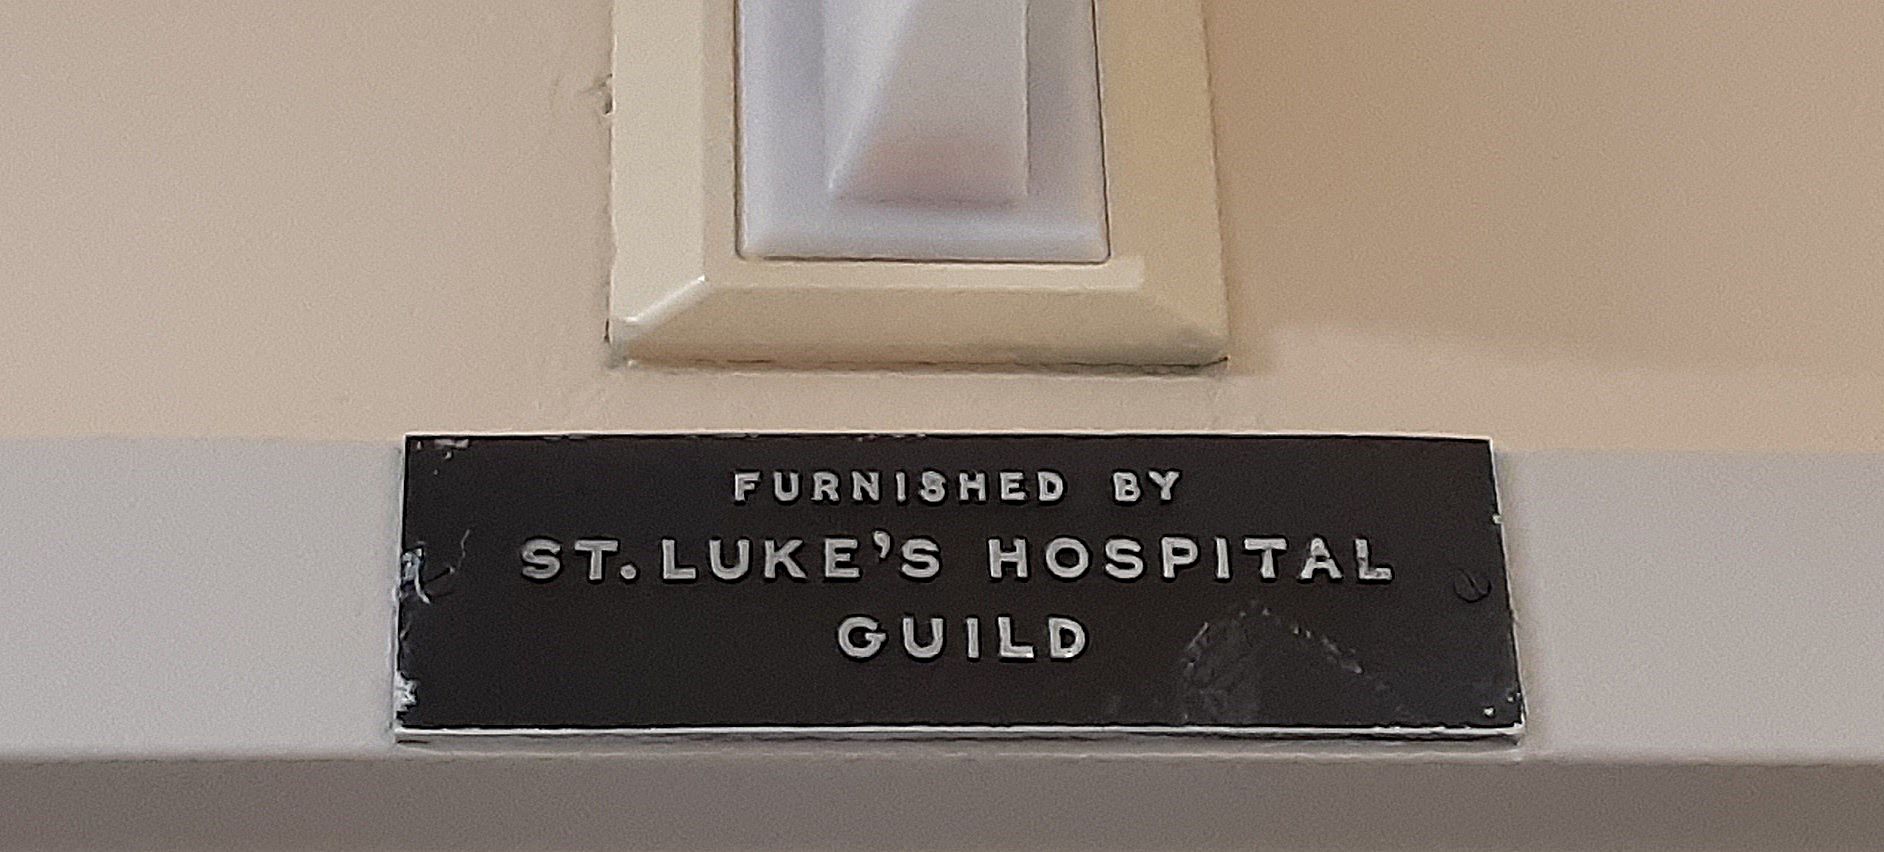 FURNISHED BY
ST. LUKE'S HOSPITAL
GUILD